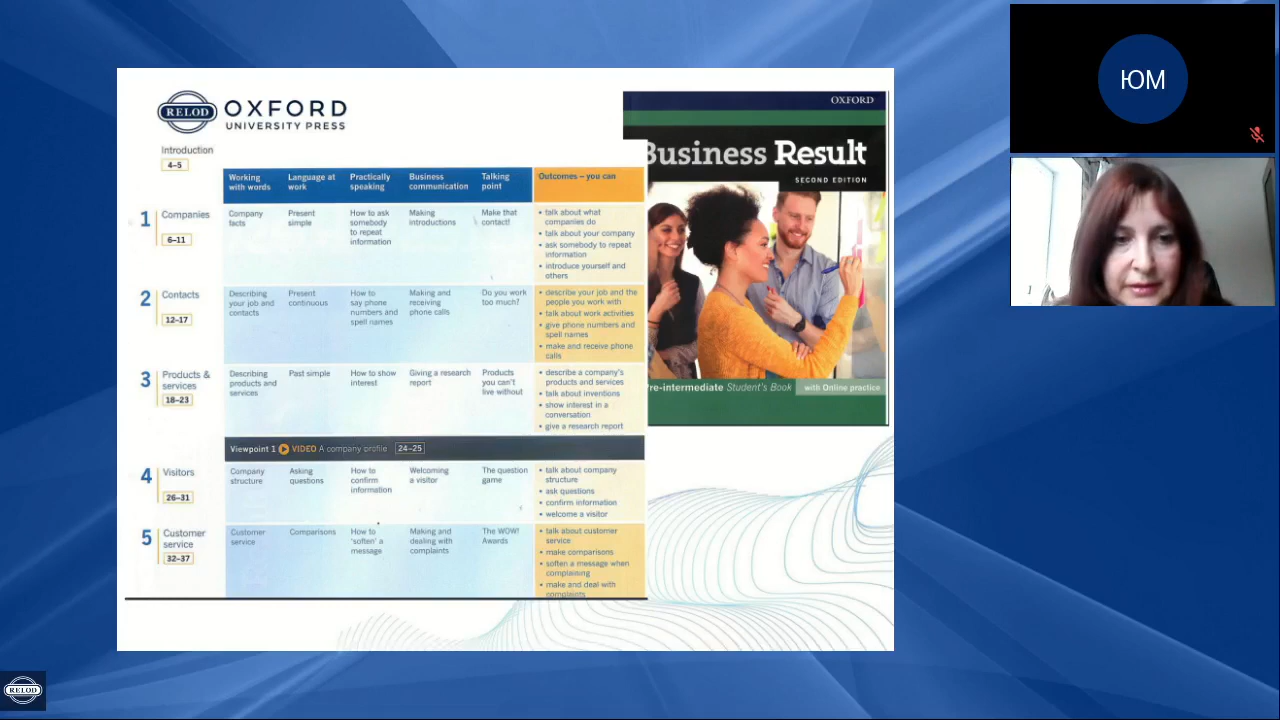 RELOD
OXFORD
UNIVERSITY PRESS
Introduction
4–5
Working with words
Language at work
Practically speaking
Business communication
Talking point
Outcomes – you can
1
Companies
6–11
Company facts
Present simple
How to ask somebody to repeat information
Making introductions
Make that contact!
• talk about what companies do
• talk about your company
• ask somebody to repeat information
• introduce yourself and others
2
Contacts
12–17
Describing your job and contacts
Present continuous
How to say phone numbers and spell names
Making and receiving phone calls
Do you work too much?
• describe your job and the people you work with
• talk about work activities
• give phone numbers and spell names
• make and receive phone calls
3
Products & services
18–23
Describing products and services
Past simple
How to show interest
Giving a research report
Products you can't live without
• describe a company's products and services
• talk about inventions
• show interest in a conversation
• give a research report
Viewpoint 1 VIDEO A company profile 24–25
4
Visitors
26–31
Company structure
Asking questions
How to confirm information
Welcoming a visitor
The question game
• talk about company structure
• ask questions
• confirm information
• welcome a visitor
5
Customer service
32–37
Customer service
Comparisons
How to 'soften' a message
Making and dealing with complaints
The WOW! Awards
• talk about customer service
• make comparisons
• soften a message when complaining
• make and deal with complaints
OXFORD
Business Result
SECOND EDITION
re-intermediate Student's Book
with Online practice
ЮМ
RELOD